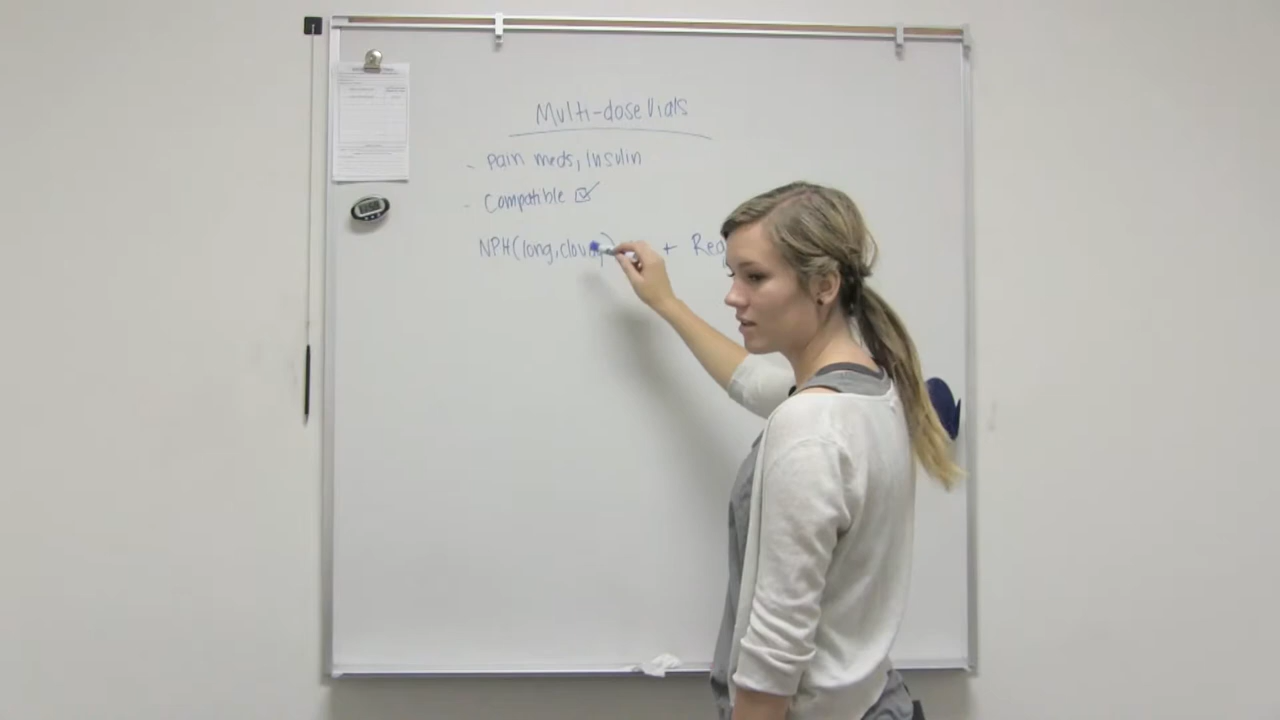 Multi-dose Vials
- pain meds, Insulin
- Compatible ☑
NPH(long, cloudy) + Reg